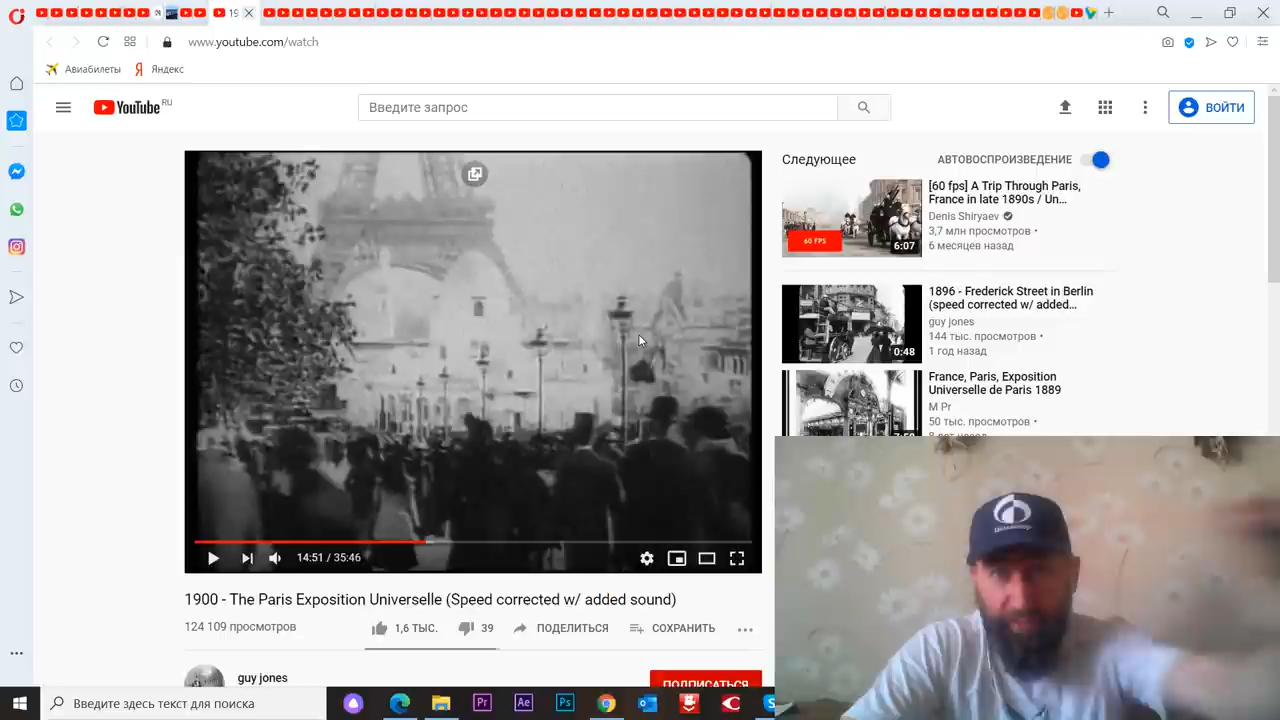 19
www.youtube.com/watch
Авиабилеты
Яндекс
YouTube RU
Введите запрос
ВОЙТИ
Следующее
АВТОВОСПРОИЗВЕДЕНИЕ
[60 fps] A Trip Through Paris,
France in late 1890s / Un...
Denis Shiryaev
3,7 млн просмотров •
6 месяцев назад
60 FPS
6:07
1896 - Frederick Street in Berlin
(speed corrected w/ added...
guy jones
144 тыс. просмотров •
1 год назад
0:48
France, Paris, Exposition
Universelle de Paris 1889
M Pr
50 тыс. просмотров •
14:51 / 35:46
1900 - The Paris Exposition Universelle (Speed corrected w/ added sound)
124 109 просмотров
1,6 ТЫС.
39
ПОДЕЛИТЬСЯ
СОХРАНИТЬ
guy jones
ПОДПИСАТЬСЯ
Введите здесь текст для поиска
Pr
Ae
Ps